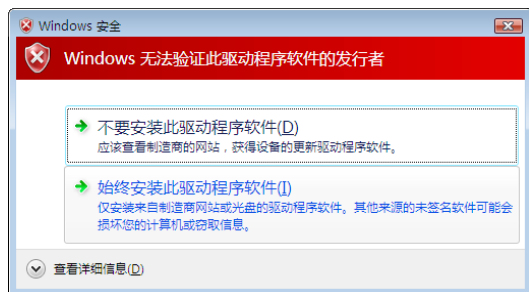 Windows 安全
Windows 无法验证此驱动程序软件的发行者
不要安装此驱动程序软件(D)
应该查看制造商的网站，获得设备的更新驱动程序软件。
始终安装此驱动程序软件(I)
仅安装来自制造商网站或光盘的驱动程序软件。其他来源的未签名软件可能会
损坏您的计算机或窃取信息。
查看详细信息(D)